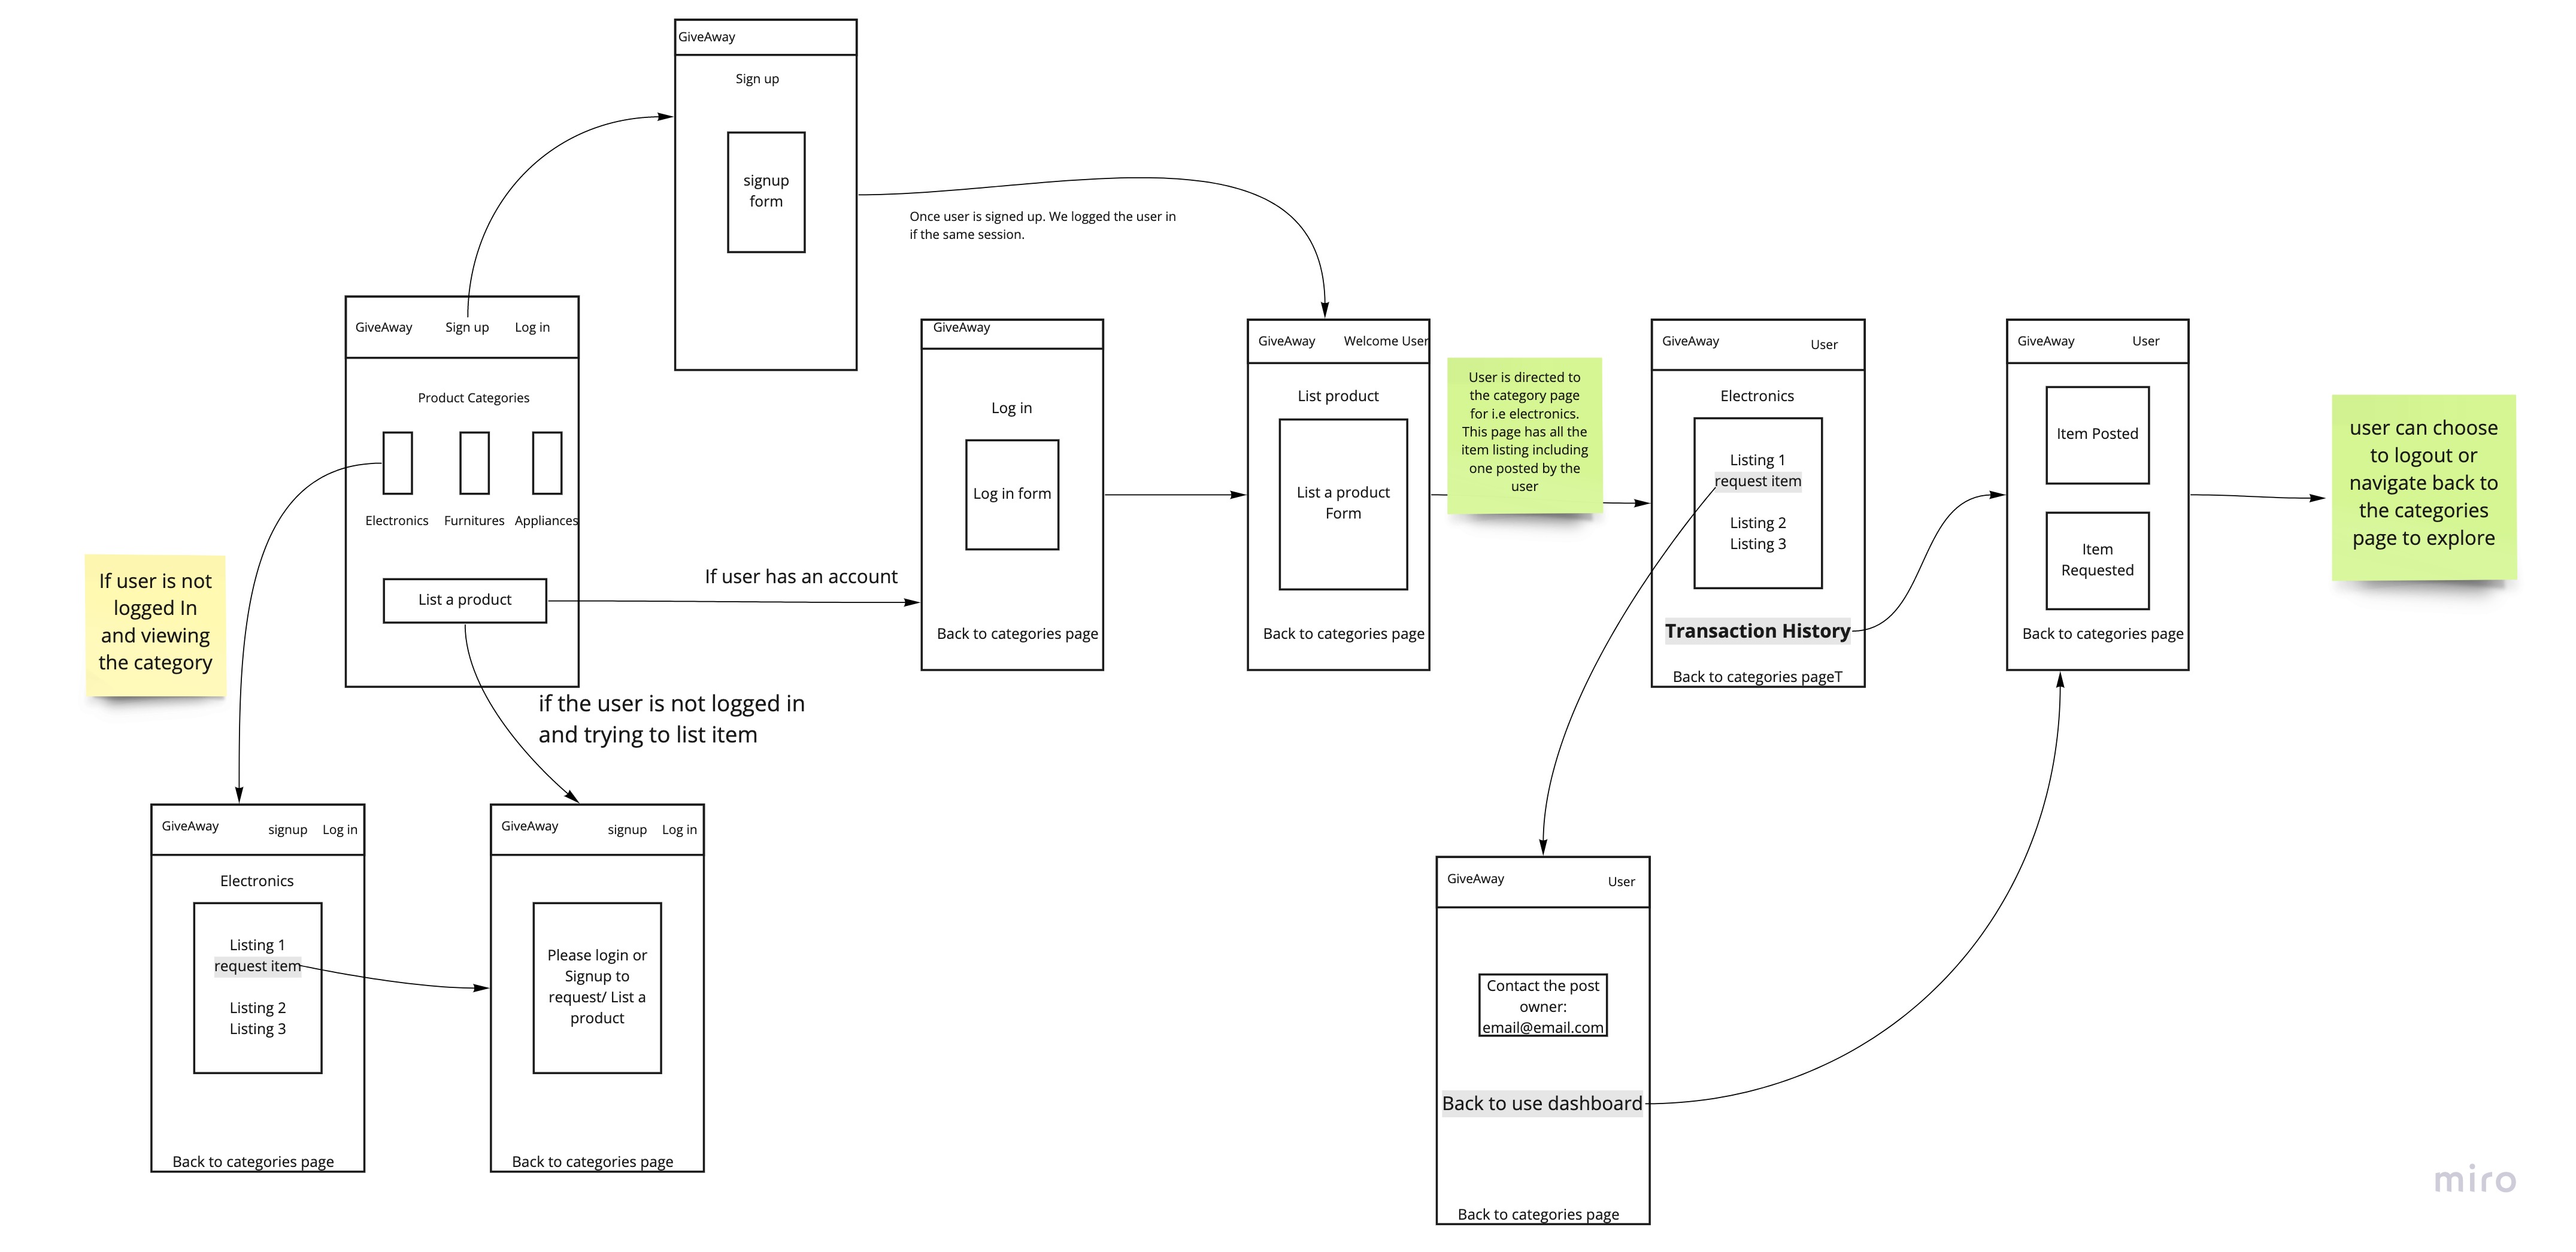 GiveAway
Sign up
signup
form
Once user is signed up. We logged the user in
if the same session.
GiveAway Sign up Log in
Product Categories
Electronics Furnitures Appliances
List a product
If user is not
logged In
and viewing
the category
If user has an account
if the user is not logged in
and trying to list item
GiveAway
Log in
Log in form
Back to categories page
GiveAway Welcome User
List product
List a product
Form
Back to categories page
User is directed to
the category page
for i.e electronics.
This page has all the
item listing including
one posted by the
user
GiveAway User
Electronics
Listing 1
request item
Listing 2
Listing 3
Transaction History
Back to categories pageT
GiveAway User
Item Posted
Item
Requested
Back to categories page
user can choose
to logout or
navigate back to
the categories
page to explore
GiveAway signup Log in
Electronics
Listing 1
request item
Listing 2
Listing 3
Back to categories page
GiveAway signup Log in
Please login or
Signup to
request/ List a
product
Back to categories page
GiveAway User
Contact the post
owner:
email@email.com
Back to use dashboard
Back to categories page
miro